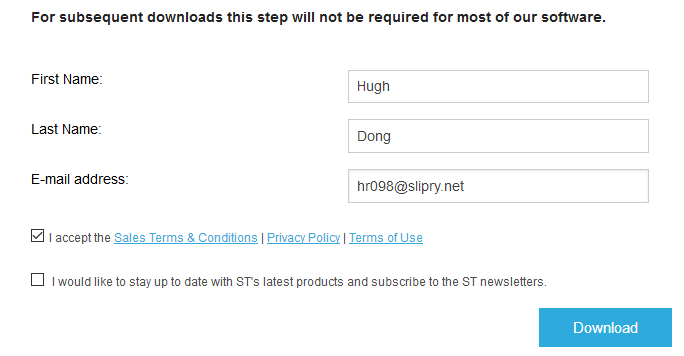 For subsequent downloads this step will not be required for most of our software.
First Name:
Hugh
Last Name:
Dong
E-mail address:
hr098@slipry.net
I accept the Sales Terms & Conditions | Privacy Policy | Terms of Use
I would like to stay up to date with ST's latest products and subscribe to the ST newsletters.
Download